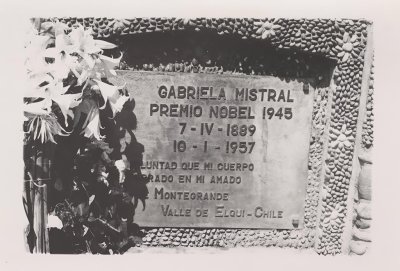 GABRIELA MISTRAL
PREMIO NOBEL 1945
7-IV-1889
10-1-1957
LUNTAD QUE MI CUERPO
RADO EN MI AMADO
MONTEGRANDE
VALLE DE ELQUI-CHILE